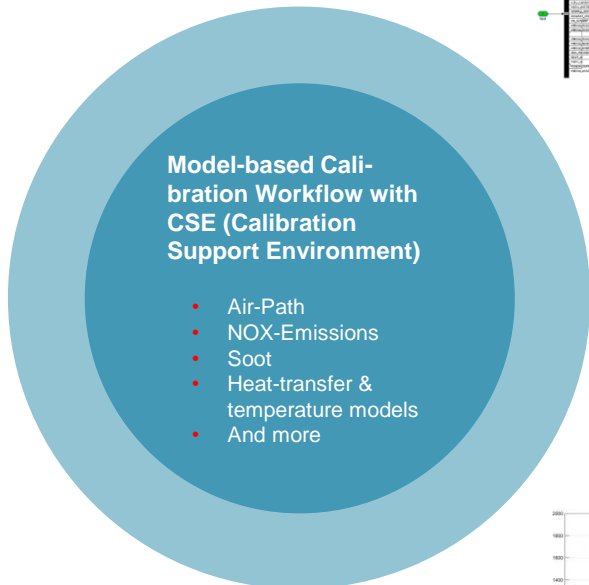 Model-based Cali-
bration Workflow with
CSE (Calibration
Support Environment)
• Air-Path
• NOX-Emissions
• Soot
• Heat-transfer &
temperature models
• And more
2000
1800
1600
1400